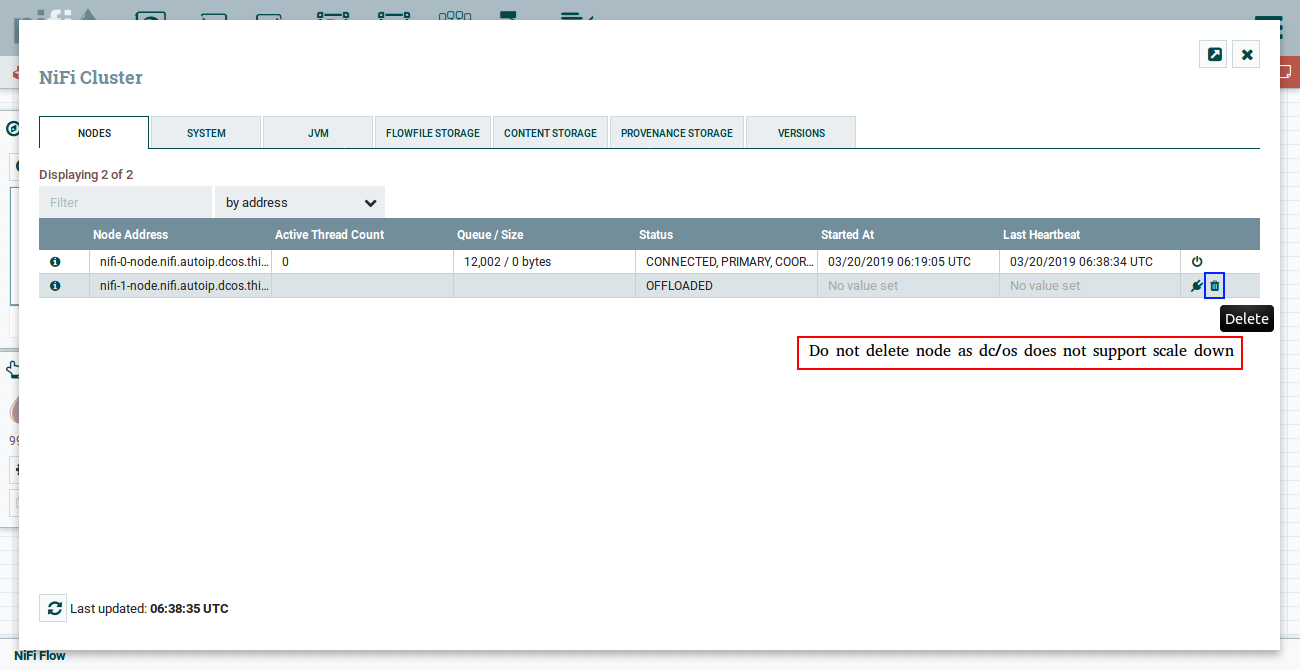 nifi
NiFi Cluster
NODES SYSTEM JVM FLOWFILE STORAGE CONTENT STORAGE PROVENANCE STORAGE VERSIONS
Displaying 2 of 2
Filter by address
Node Address Active Thread Count Queue / Size Status Started At Last Heartbeat
nifi-0-node.nifi.autoip.dcos.thi... 0 12,002 / 0 bytes CONNECTED, PRIMARY, COOR... 03/20/2019 06:19:05 UTC 03/20/2019 06:38:34 UTC
nifi-1-node.nifi.autoip.dcos.thi... OFFLOADED No value set No value set
Delete
Do not delete node as dc/os does not support scale down
Last updated: 06:38:35 UTC
NiFi Flow